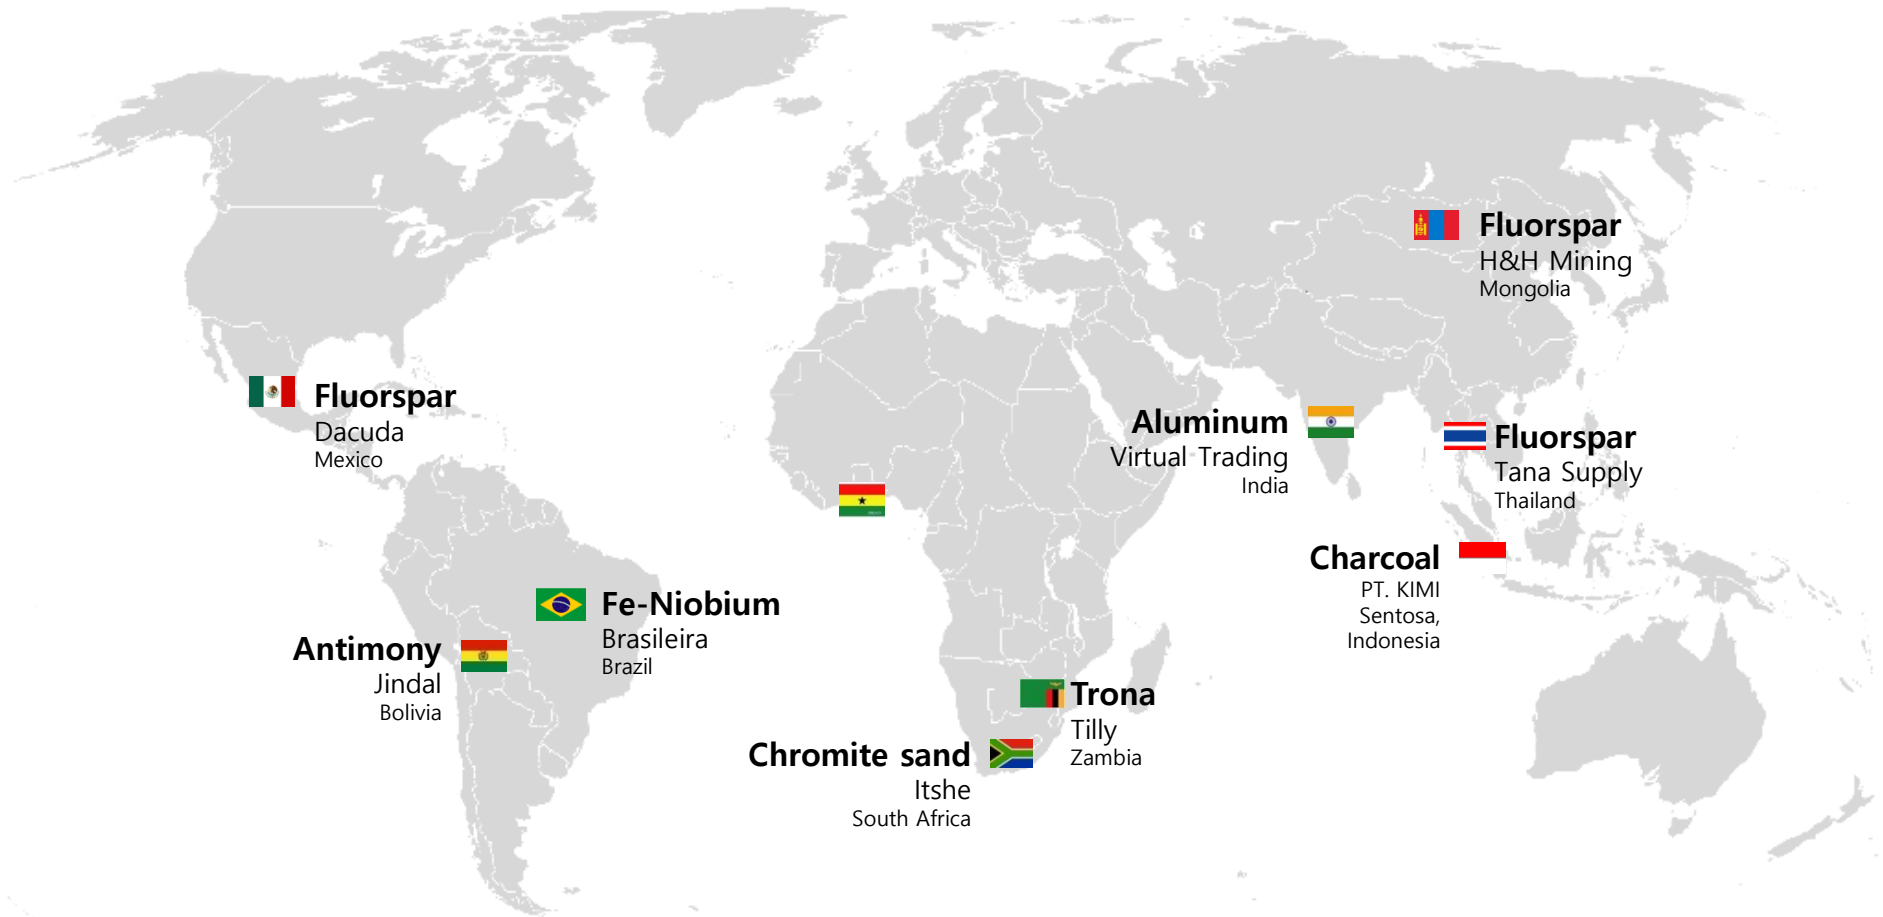 Fluorspar
H&H Mining
Mongolia
Fluorspar
Dacuda
Mexico
Aluminum
Virtual Trading
India
Fluorspar
Tana Supply
Thailand
Charcoal
PT. KIMI
Sentosa,
Indonesia
Fe-Niobium
Brasileira
Brazil
Antimony
Jindal
Bolivia
Trona
Tilly
Zambia
Chromite sand
Itshe
South Africa